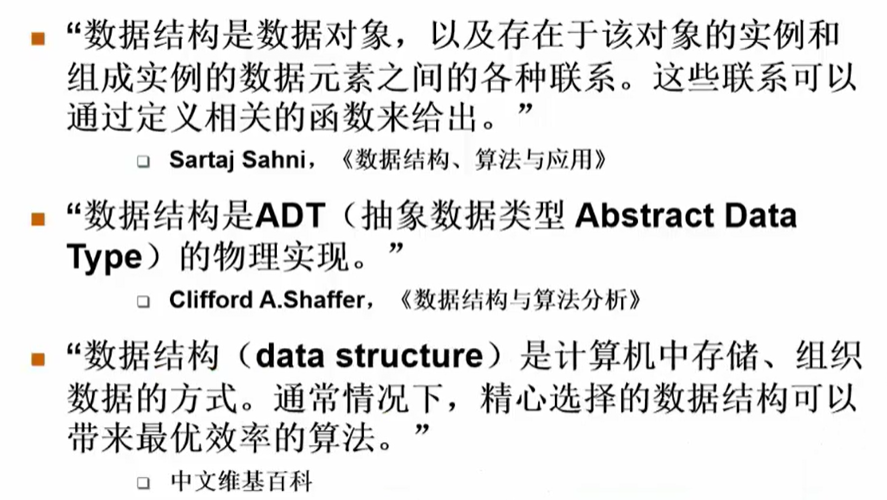 “数据结构是数据对象，以及存在于该对象的实例和
组成实例的数据元素之间的各种联系。这些联系可以
通过定义相关的函数来给出。”
Sartaj Sahni，《数据结构、算法与应用》
“数据结构是ADT（抽象数据类型 Abstract Data
Type）的物理实现。”
Clifford A.Shaffer，《数据结构与算法分析》
“数据结构（data structure）是计算机中存储、组织
数据的方式。通常情况下，精心选择的数据结构可以
带来最优效率的算法。”
中文维基百科